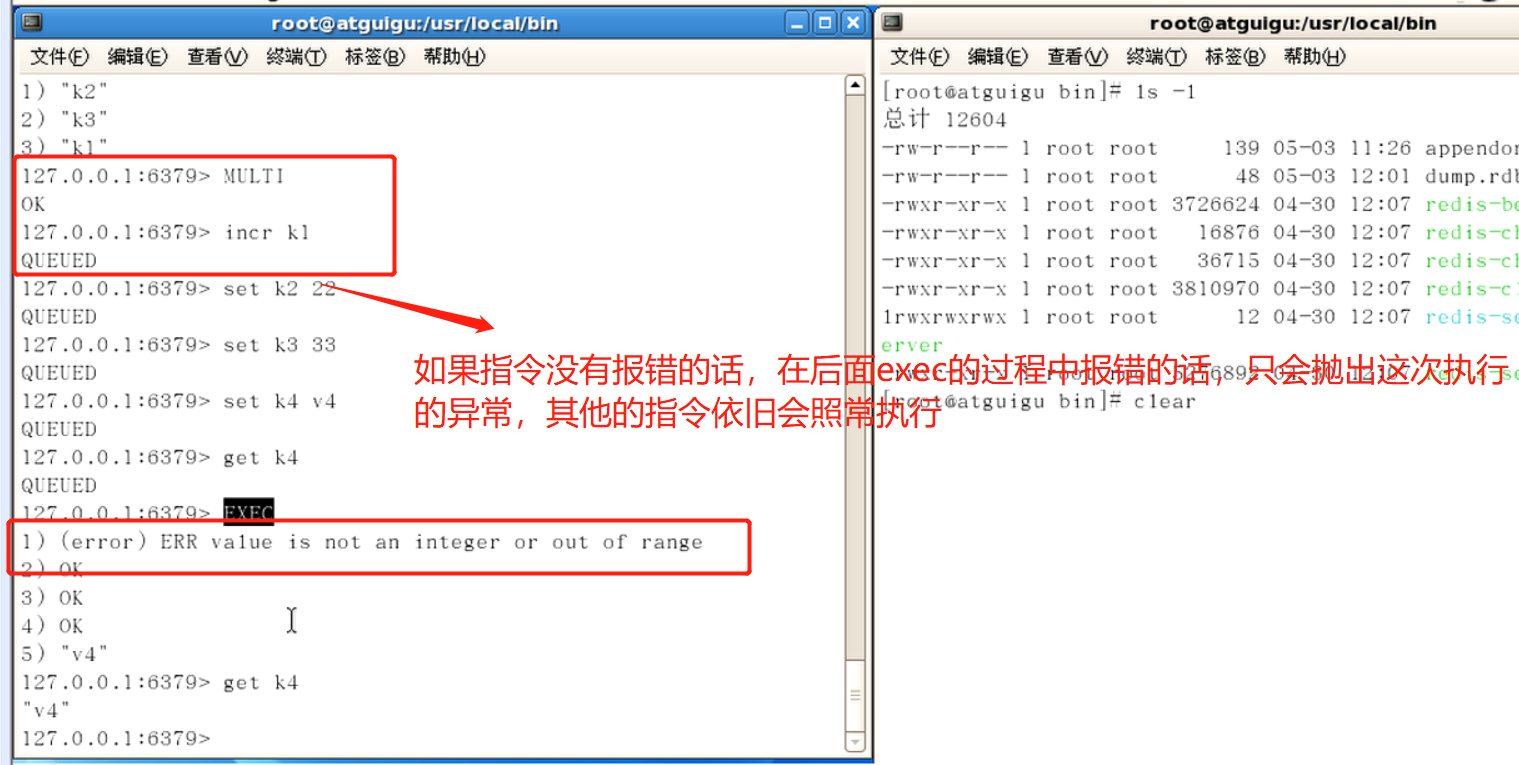 root@atguigu:/usr/local/bin
文件(F) 编辑(E) 查看(V) 终端(T) 标签(B) 帮助(H)
1) "k2"
2) "k3"
3) "k1"
127.0.0.1:6379> MULTI
OK
127.0.0.1:6379> incr k1
QUEUED
127.0.0.1:6379> set k2 22
QUEUED
127.0.0.1:6379> set k3 33
QUEUED
127.0.0.1:6379> set k4 v4
QUEUED
127.0.0.1:6379> get k4
QUEUED
127.0.0.1:6379> EXEC
1) (error) ERR value is not an integer or out of range
2) OK
3) OK
4) OK
5) "v4"
127.0.0.1:6379> get k4
"v4"
127.0.0.1:6379>
如果指令没有报错的话，在后面exec的过程中报错的话，只会抛出这次执行
的异常，其他的指令依旧会照常执行
root@atguigu:/usr/local/bin
文件(F) 编辑(E) 查看(V) 终端(T) 标签(B) 帮助(H)
[root@atguigu bin]# ls -l
总计 12604
-rw-r--r-- 1 root root 139 05-03 11:26 appendon
-rw-r--r-- 1 root root 48 05-03 12:01 dump.rdb
-rwxr-xr-x 1 root root 3726624 04-30 12:07 redis-be
-rwxr-xr-x 1 root root 16876 04-30 12:07 redis-ch
-rwxr-xr-x 1 root root 36715 04-30 12:07 redis-ch
-rwxr-xr-x 1 root root 3810970 04-30 12:07 redis-cl
lrwxrwxrwx 1 root root 12 04-30 12:07 redis-se
erver
-rwxr-xr-x 1 root root 04-30 12:07 redis-se
[root@atguigu bin]# clear